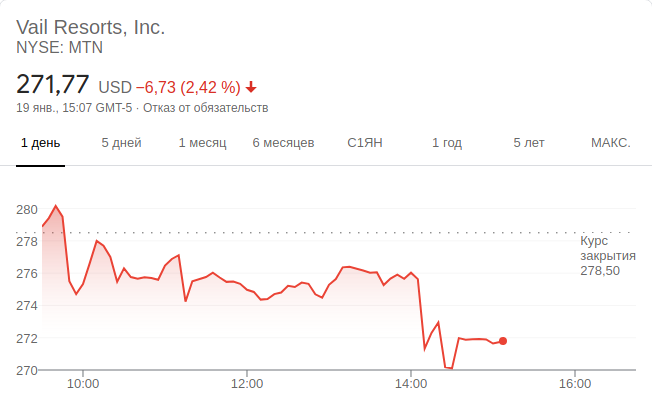 Vail Resorts, Inc.
NYSE: MTN
271,77 USD −6,73 (2,42 %)
19 янв., 15:07 GMT-5 · Отказ от обязательств
1 день 5 дней 1 месяц 6 месяцев С1ЯН 1 год 5 лет МАКС.
280
278
276
274
272
270
Курс
закрытия
278,50
10:00 12:00 14:00 16:00